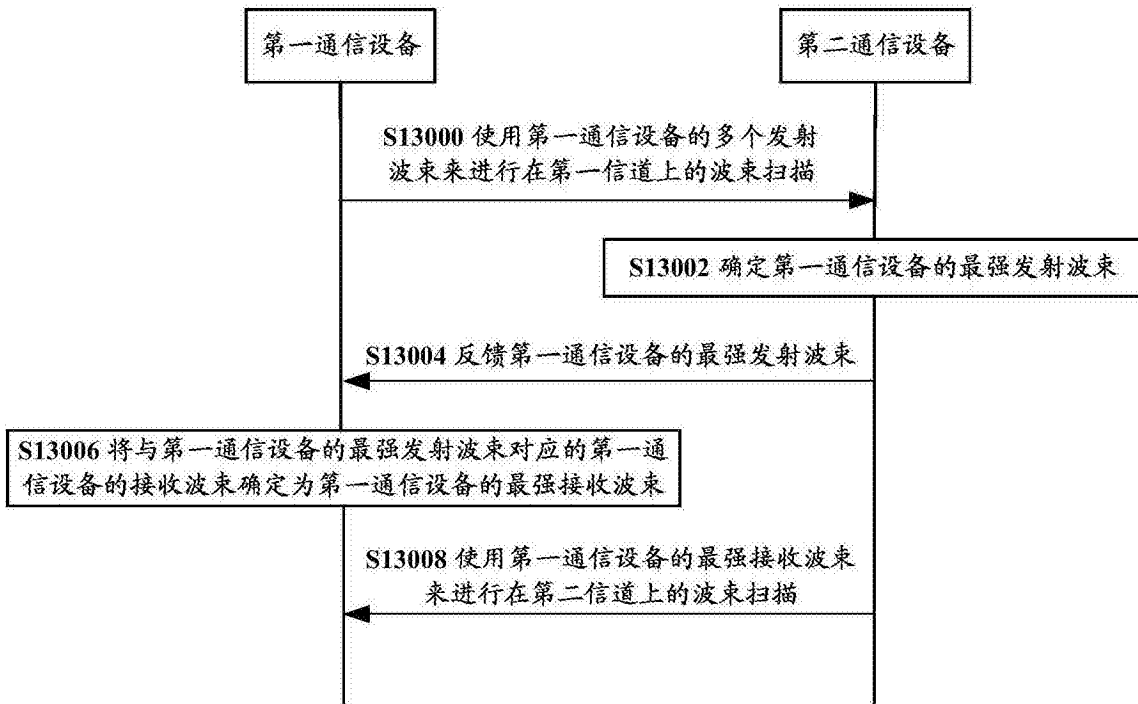 第一通信设备
第二通信设备
S13000 使用第一通信设备的多个发射
波束来进行在第一信道上的波束扫描
S13002 确定第一通信设备的最强发射波束
S13004 反馈第一通信设备的最强发射波束
S13006 将与第一通信设备的最强发射波束对应的第一通
信设备的接收波束确定为第一通信设备的最强接收波束
S13008 使用第一通信设备的最强接收波束
来进行在第二信道上的波束扫描